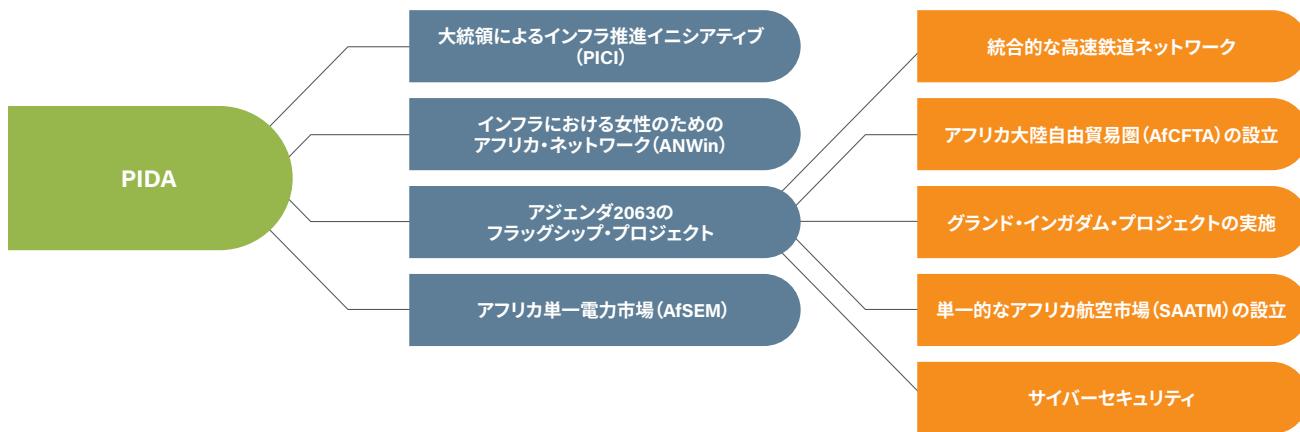 PIDA
大統領によるインフラ推進イニシアティブ
（PICI）
インフラにおける女性のための
アフリカ・ネットワーク（ANWin）
アジェンダ2063の
フラッグシップ・プロジェクト
アフリカ単一電力市場（AfSEM）
統合的な高速鉄道ネットワーク
アフリカ大陸自由貿易圏（AfCFTA）の設立
グランド・インガダム・プロジェクトの実施
単一的なアフリカ航空市場（SAATM）の設立
サイバーセキュリティ